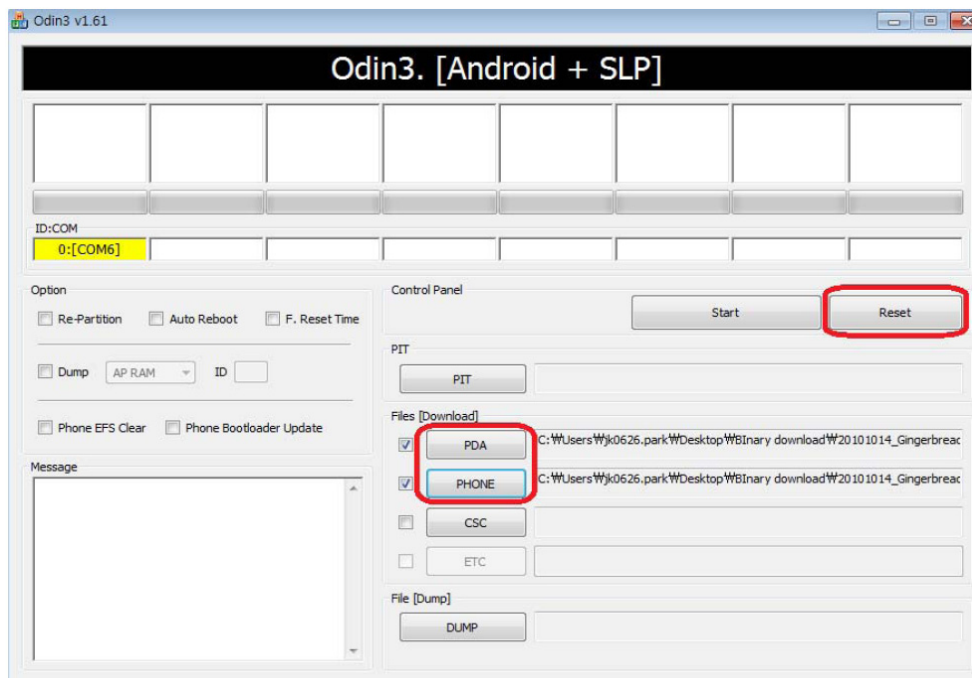 Odin3 v1.61
Odin3. [Android + SLP]
ID:COM
0:[COM6]
Option
Re-Partition Auto Reboot F. Reset Time
Dump AP RAM ID
Phone EFS Clear Phone Bootloader Update
Message
Control Panel
Start Reset
PIT
PIT
Files [Download]
PDA C:₩Users₩jk0626.park₩Desktop₩BInary download₩20101014_Gingerbreac
PHONE C:₩Users₩jk0626.park₩Desktop₩BInary download₩20101014_Gingerbreac
CSC
ETC
File [Dump]
DUMP